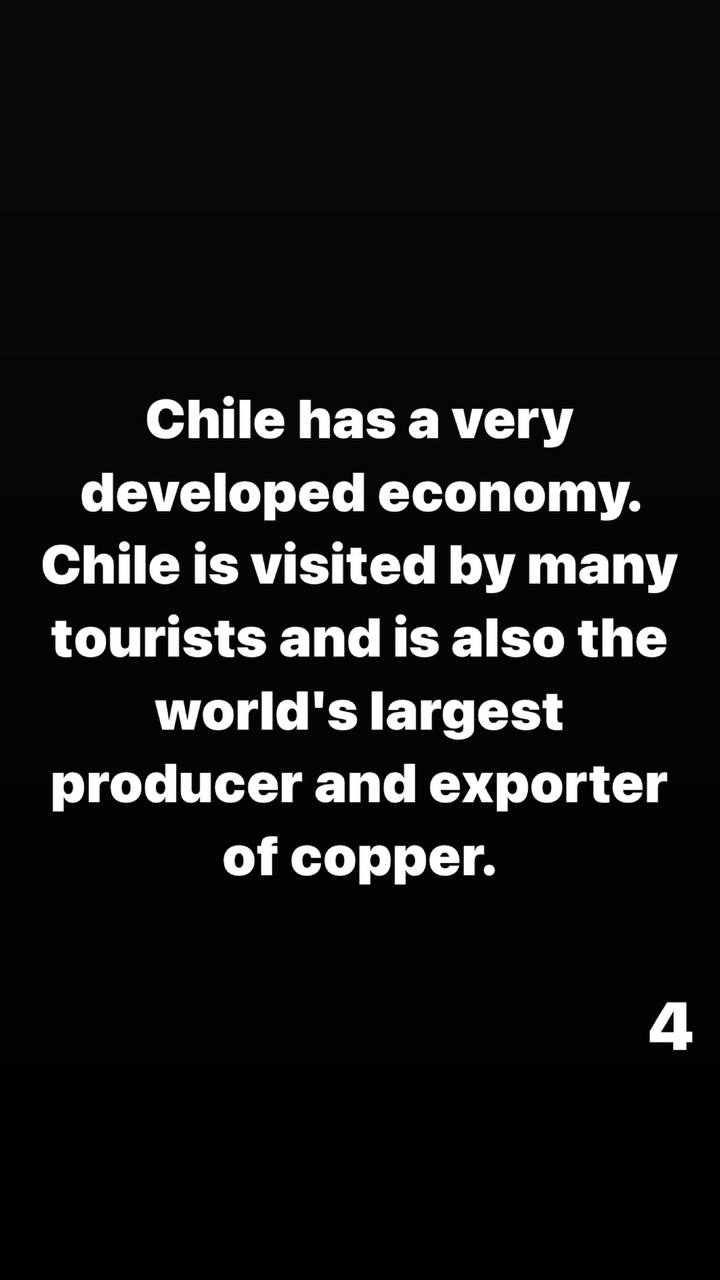 Chile has a very
developed economy.
Chile is visited by many
tourists and is also the
world's largest
producer and exporter
of copper.
4